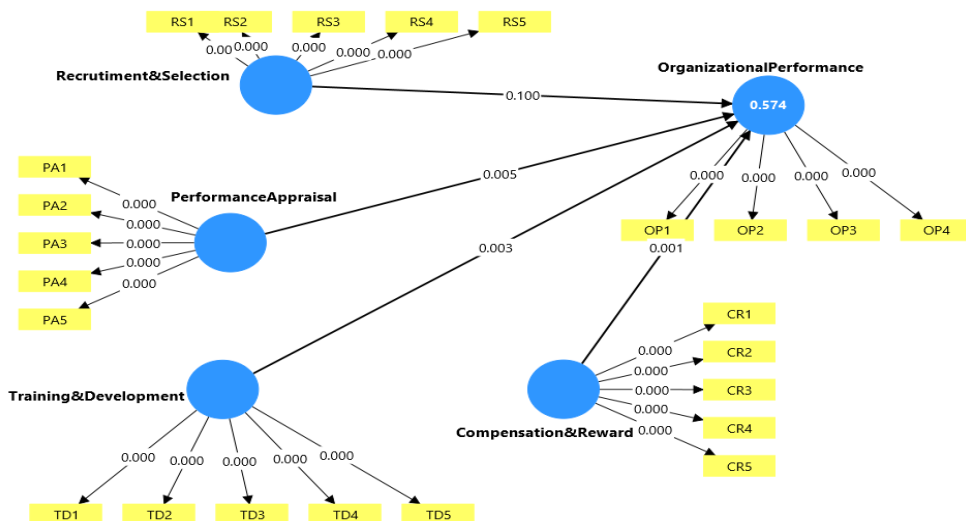 RS1 RS2 RS3 RS4 RS5
0.000 0.000 0.000 0.000 0.000
Recrutiment&Selection
OrganizationalPerformance
0.100
0.574
PA1
PA2
PA3
PA4
PA5
0.000
0.000
0.000
0.000
0.000
PerformanceAppraisal
0.005
0.000 0.000 0.000 0.000
OP1 OP2 OP3 OP4
0.003
0.001
CR1
CR2
CR3
CR4
CR5
0.000
0.000
0.000
0.000
0.000
Training&Development
Compensation&Reward
0.000 0.000 0.000 0.000 0.000
TD1 TD2 TD3 TD4 TD5